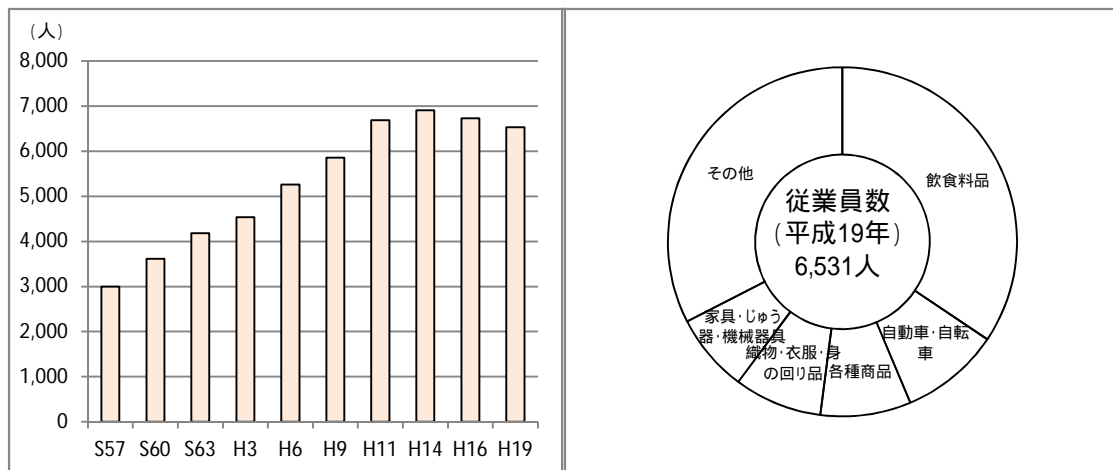 (人)
8,000
7,000
6,000
5,000
4,000
3,000
2,000
1,000
0
S57 S60 S63 H3 H6 H9 H11 H14 H16 H19
その他
飲食料品
従業員数
(平成19年)
6,531人
家具・じゅう
器・機械器具
織物・衣服・身
の回り品
各種商品
自動車・自転
車